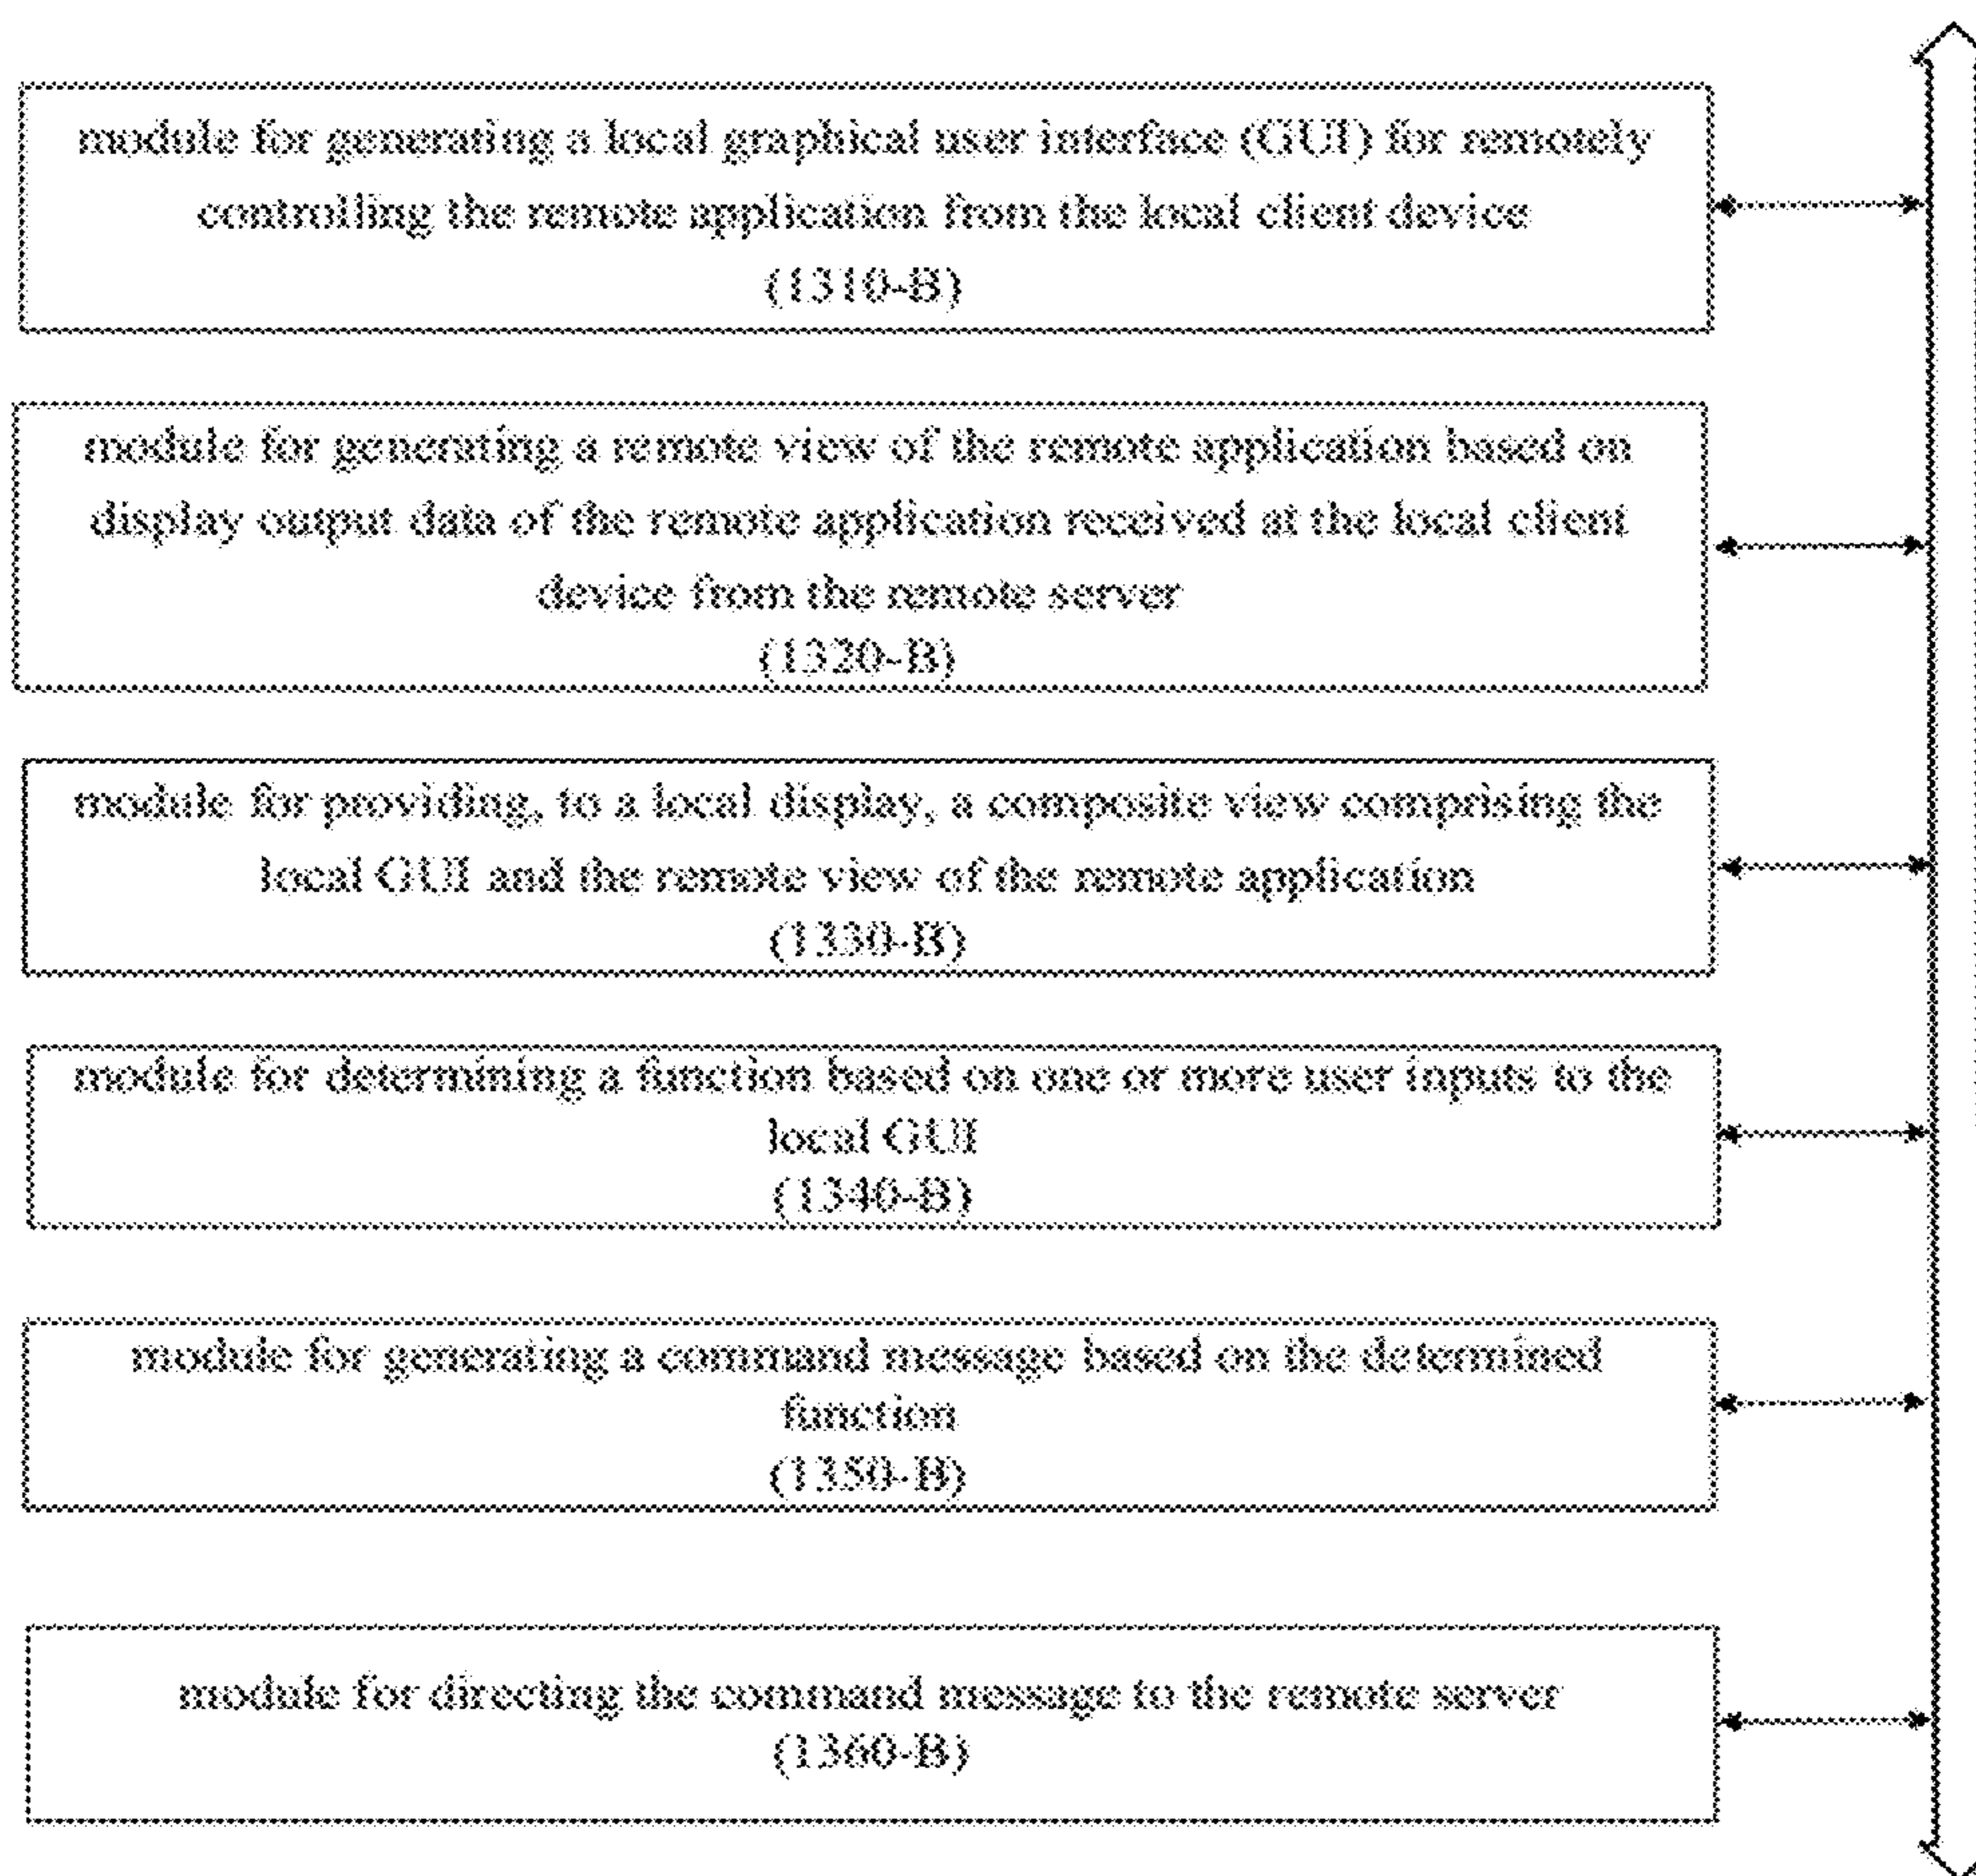 module for generating a local graphical user interface (GUI) for remotely
controlling the remote application from the local client device
(1310-B)
module for generating a remote view of the remote application based on
display output data of the remote application received at the local client
device from the remote server
(1320-B)
module for providing, to a local display, a composite view comprising the
local GUI and the remote view of the remote application
(1330-B)
module for determining a function based on one or more user inputs to the
local GUI
(1340-B)
module for generating a command message based on the determined
function
(1350-B)
module for directing the command message to the remote server
(1360-B)